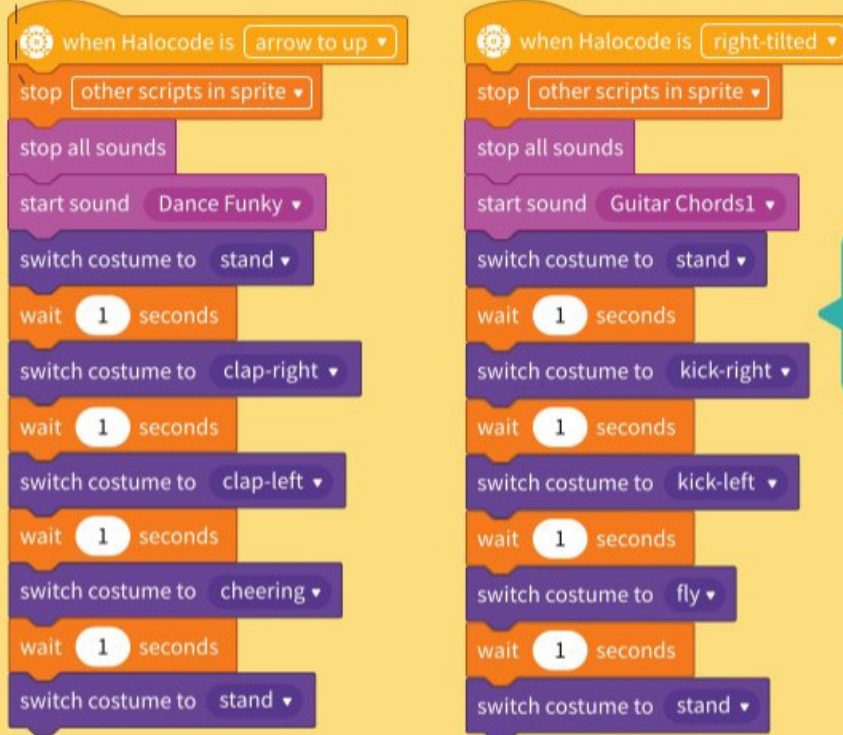 when Halocode is arrow to up
stop other scripts in sprite
stop all sounds
start sound Dance Funky
switch costume to stand
wait 1 seconds
switch costume to clap-right
wait 1 seconds
switch costume to clap-left
wait 1 seconds
switch costume to cheering
wait 1 seconds
switch costume to stand
when Halocode is right-tilted
stop other scripts in sprite
stop all sounds
start sound Guitar Chords1
switch costume to stand
wait 1 seconds
switch costume to kick-right
wait 1 seconds
switch costume to kick-left
wait 1 seconds
switch costume to fly
wait 1 seconds
switch costume to stand